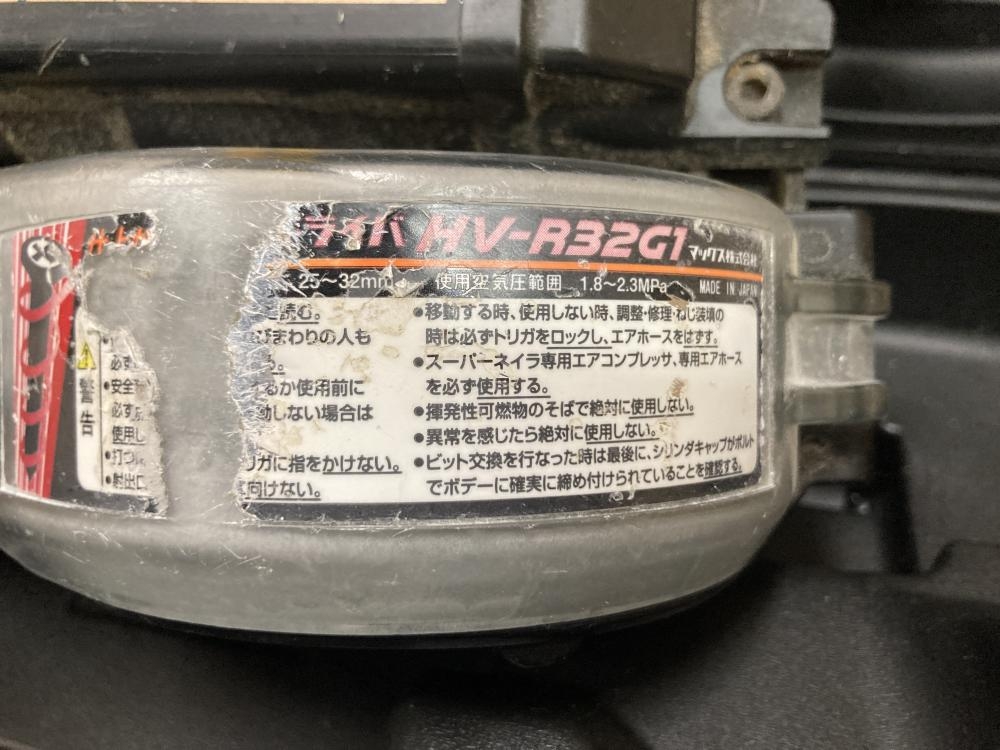 ライバ HV-R32G1 マックス株式会社
25～32mm 使用空気圧範囲 1.8～2.3MPa MADE IN JAPAN
警告
必ず
•安全
必ず
使用し
•打つ
•射出口
を読む。
びまわりの人も
る。
るか使用前に
動しない場合は
リガに指をかけない。
向けない。
•移動する時、使用しない時、調整・修理・ねじ装填の
時は必ずトリガをロックし、エアホースをはずす。
•スーパーネイラ専用エアコンプレッサ、専用エアホース
を必ず使用する。
•揮発性可燃物のそばで絶対に使用しない。
•異常を感じたら絶対に使用しない。
•ビット交換を行なった時は最後に、シリンダキャップがボルト
でボデーに確実に締め付けられていることを確認する。